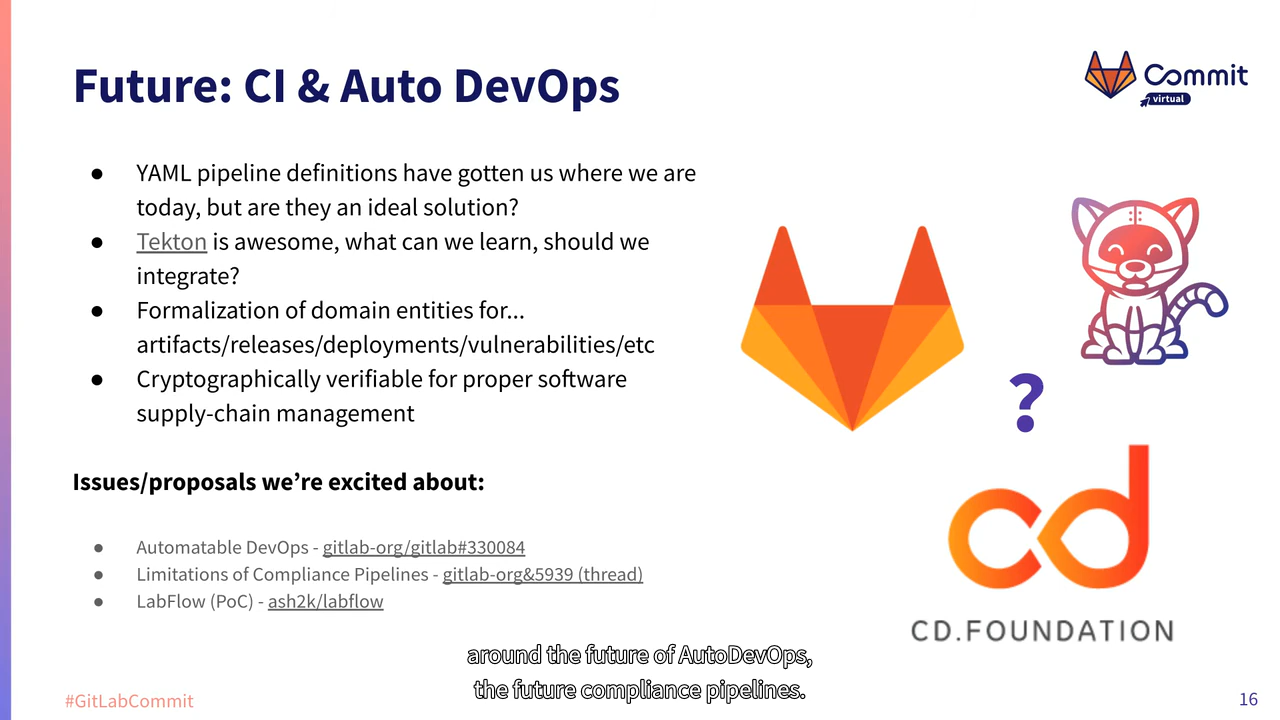 Future: CI & Auto DevOps
Commit
virtual
● YAML pipeline definitions have gotten us where we are
today, but are they an ideal solution?
● Tekton is awesome, what can we learn, should we
integrate?
● Formalization of domain entities for...
artifacts/releases/deployments/vulnerabilities/etc
● Cryptographically verifiable for proper software
supply-chain management
?
Issues/proposals we’re excited about:
● Automatable DevOps - gitlab-org/gitlab#330084
● Limitations of Compliance Pipelines - gitlab-org&5939 (thread)
● LabFlow (PoC) - ash2k/labflow
cd
CD.FOUNDATION
around the future of AutoDevOps,
the future compliance pipelines.
#GitLabCommit
16